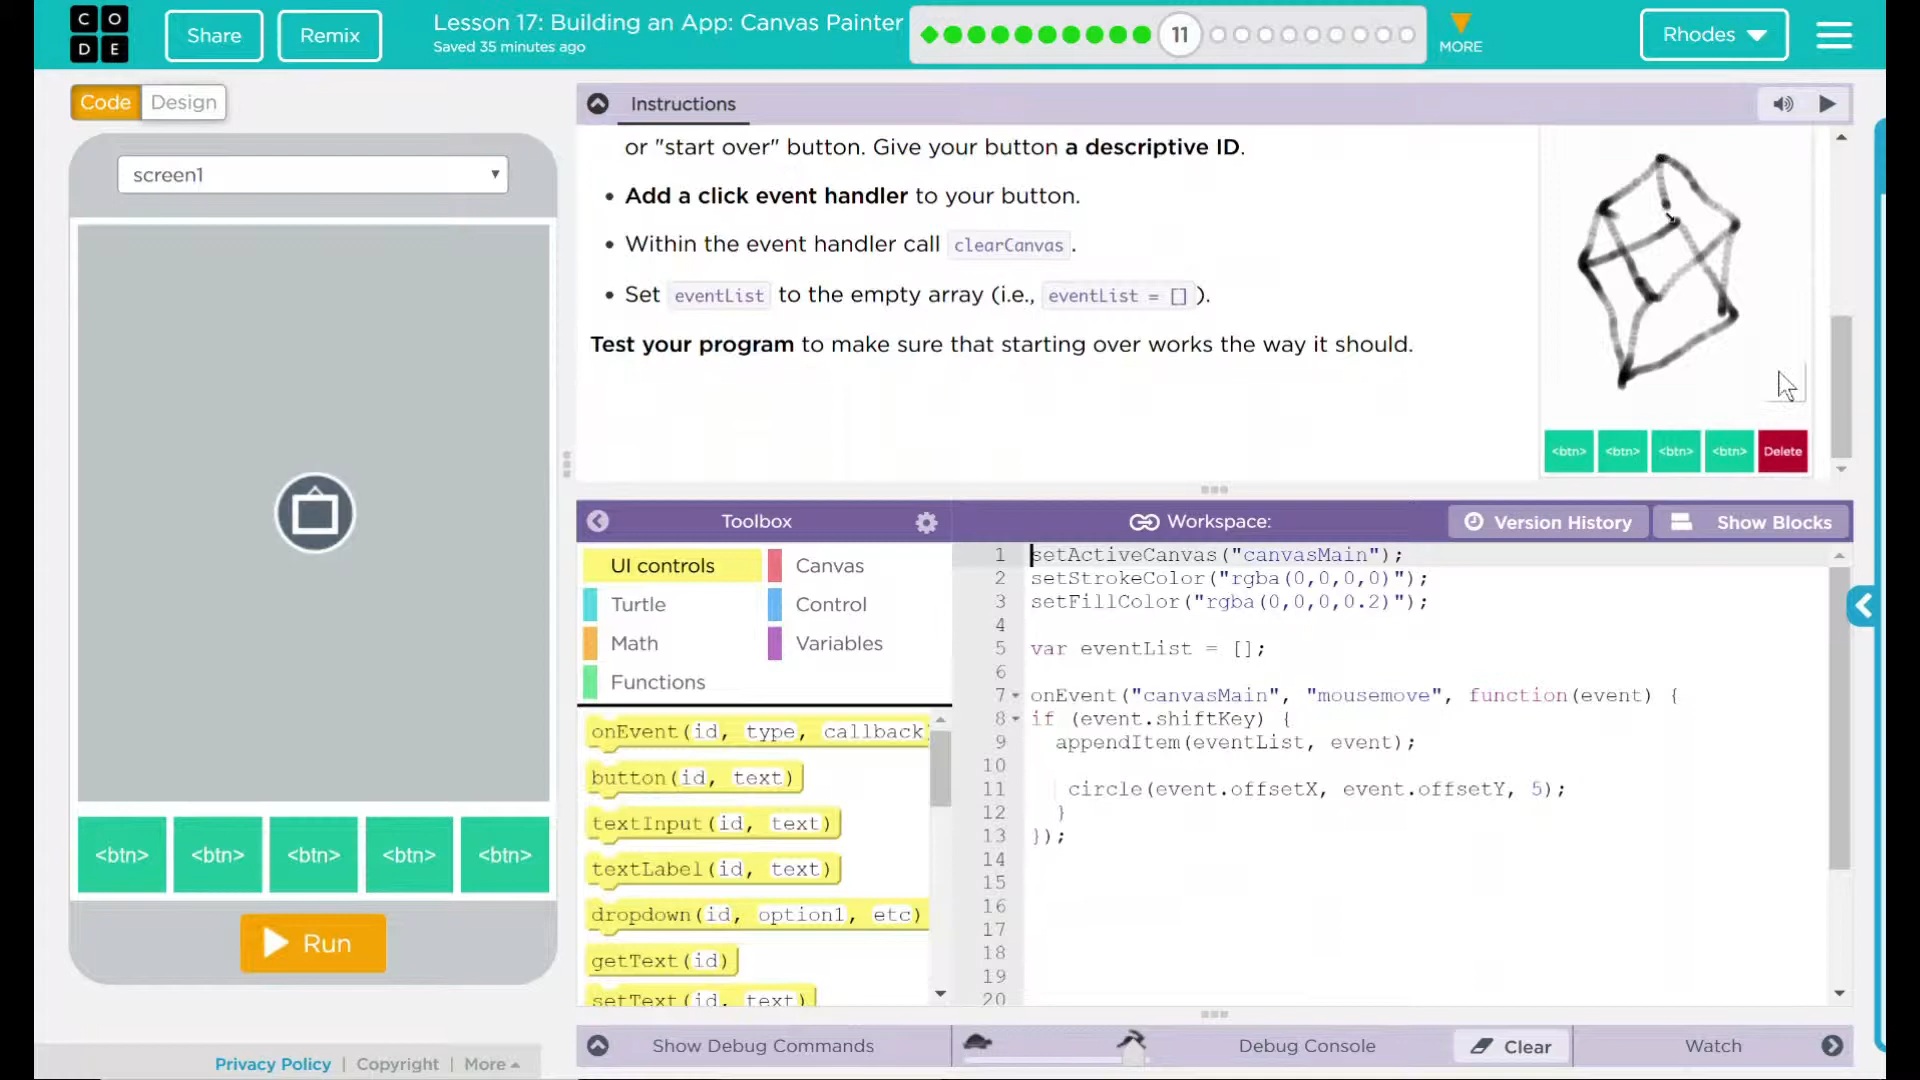 CO
DE
Share
Remix
Lesson 17: Building an App: Canvas Painter
Saved 35 minutes ago
11
MORE
Rhodes
Code
Design
screen1
Instructions
or "start over" button. Give your button a descriptive ID.
• Add a click event handler to your button.
• Within the event handler call clearCanvas.
• Set eventList to the empty array (i.e., eventList = []).
Test your program to make sure that starting over works the way it should.
<btn> <btn> <btn> <btn> Delete
Toolbox
Workspace:
Version History
Show Blocks
UI controls
Canvas
Turtle
Control
Math
Variables
Functions
onEvent(id, type, callback)
button(id, text)
textInput(id, text)
textLabel(id, text)
dropdown(id, option1, etc)
getText(id)
setText(id, text)
1 setActiveCanvas("canvasMain");
2 setStrokeColor("rgba(0,0,0,0)");
3 setFillColor("rgba(0,0,0,0.2)");
4
5 var eventList = [];
6
7 onEvent("canvasMain", "mousemove", function(event) {
8 if (event.shiftKey) {
9 appendItem(eventList, event);
10
11 circle(event.offsetX, event.offsetY, 5);
12 }
13 });
14
15
16
17
18
19
20
<btn> <btn> <btn> <btn> <btn>
Run
Show Debug Commands
Debug Console
Clear
Watch
Privacy Policy | Copyright | More